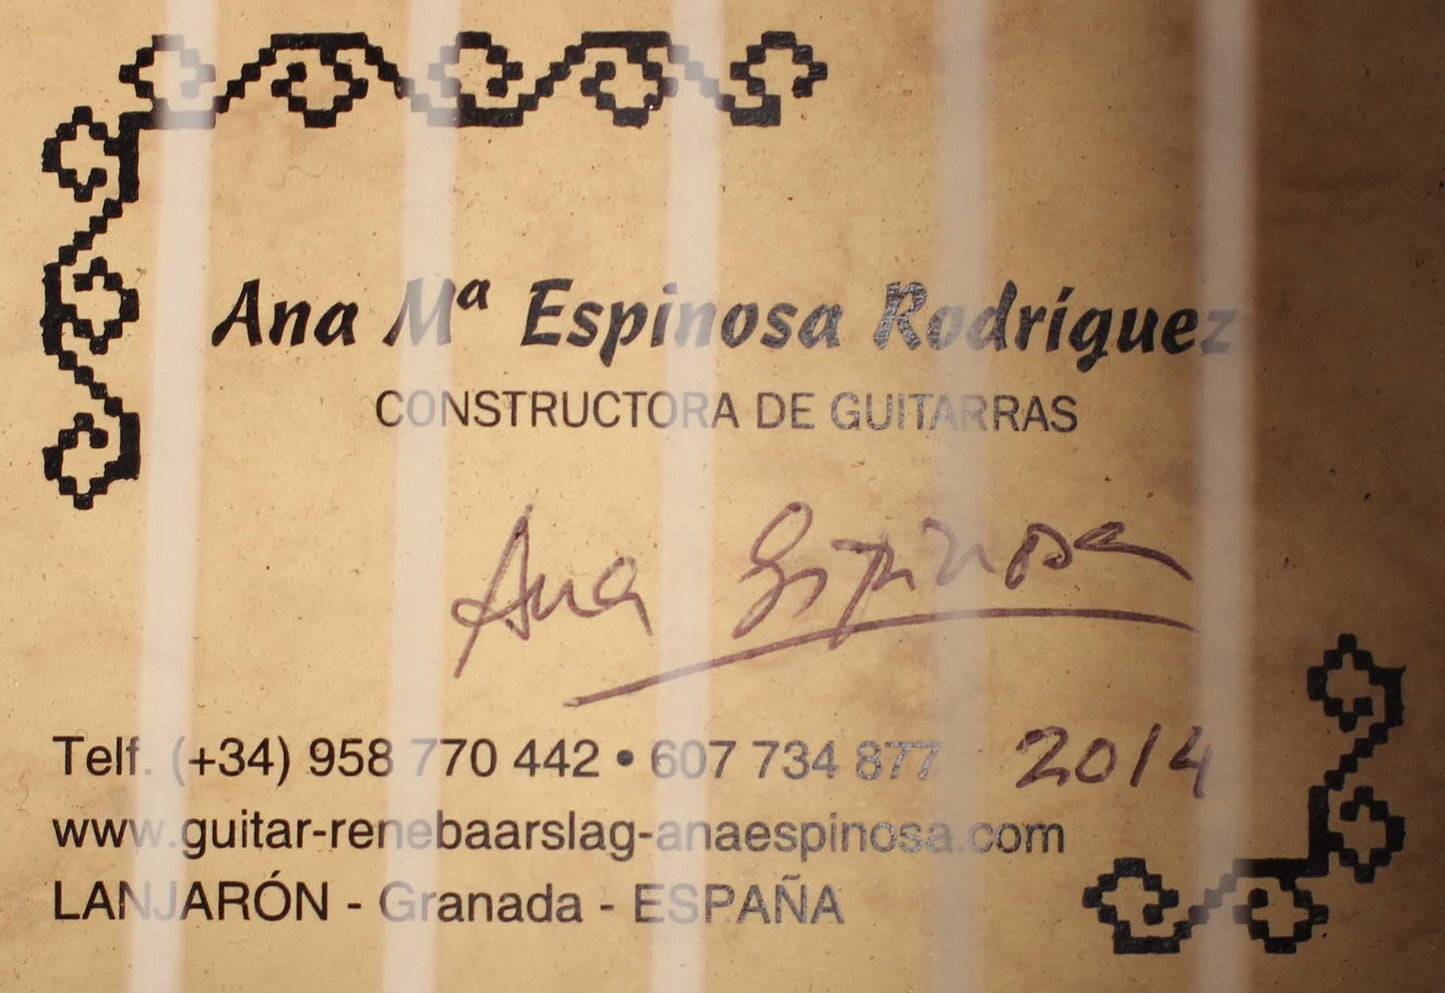 Ana Mª Espinosa Rodríguez
CONSTRUCTORA DE GUITARRAS
Ana Espinosa
Telf. (+34) 958 770 442 • 607 734 877 2014
www.guitar-renebaarslag-anaespinosa.com
LANJARÓN - Granada - ESPAÑA